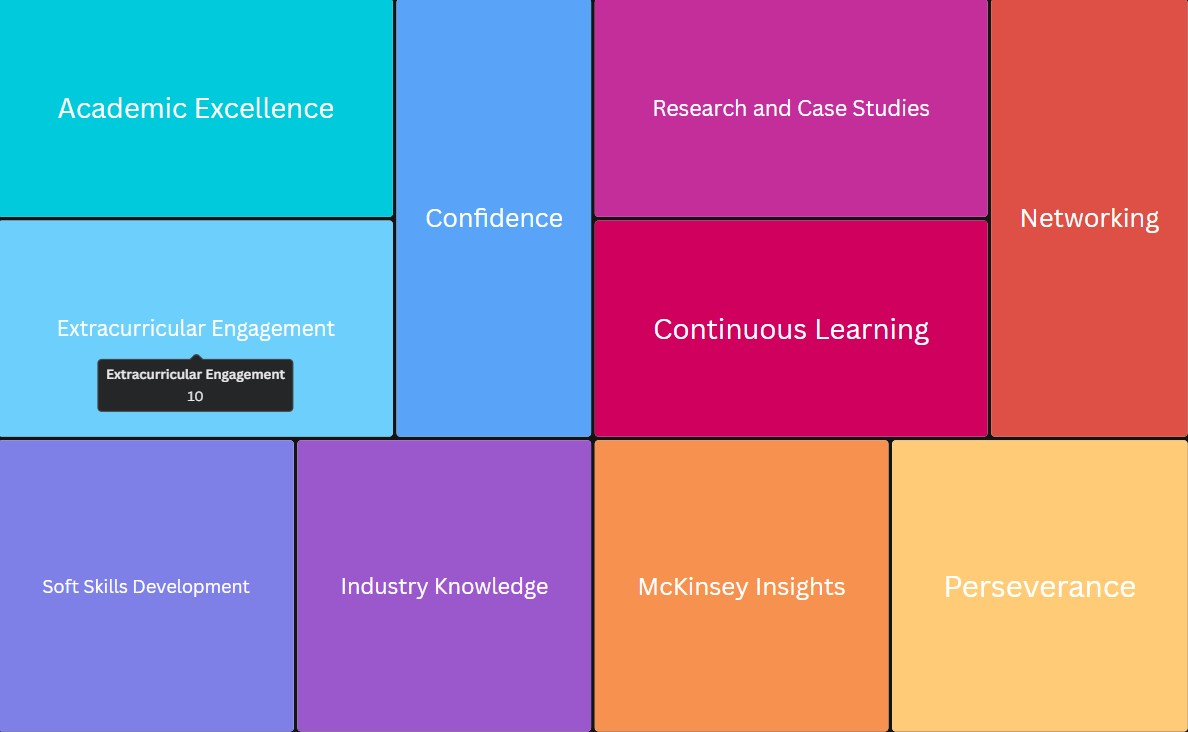 Academic Excellence
Confidence
Research and Case Studies
Networking
Extracurricular Engagement
Extracurricular Engagement
10
Continuous Learning
Soft Skills Development
Industry Knowledge
McKinsey Insights
Perseverance